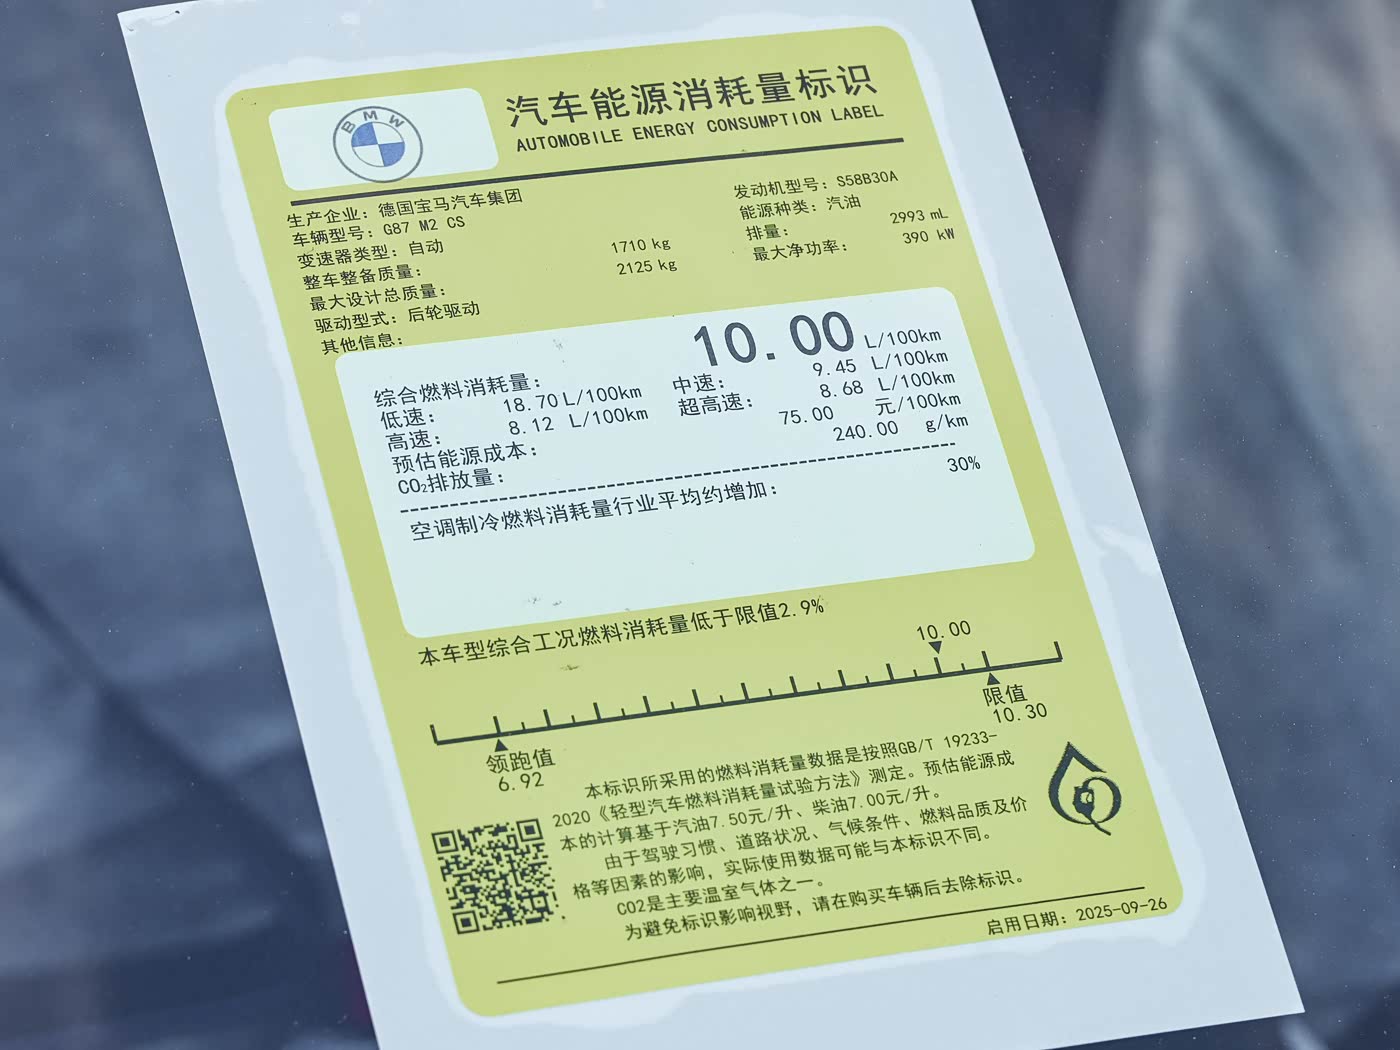 BMW
汽车能源消耗量标识
AUTOMOBILE ENERGY CONSUMPTION LABEL
生产企业：德国宝马汽车集团
车辆型号：G87 M2 CS
变速器类型：自动
整车整备质量： 1710 kg
最大设计总质量： 2125 kg
驱动型式：后轮驱动
其他信息：
发动机型号：S58B30A
能源种类：汽油
排量： 2993 mL
最大净功率： 390 kW
综合燃料消耗量： 10.00 L/100km
低速： 18.70 L/100km 中速： 9.45 L/100km
高速： 8.12 L/100km 超高速： 8.68 L/100km
预估能源成本： 75.00 元/100km
CO₂排放量： 240.00 g/km
空调制冷燃料消耗量行业平均约增加： 30%
本车型综合工况燃料消耗量低于限值2.9%
10.00
领跑值
6.92
限值
10.30
本标识所采用的燃料消耗量数据是按照GB/T 19233-
2020《轻型汽车燃料消耗量试验方法》测定。预估能源成
本的计算基于汽油7.50元/升、柴油7.00元/升。
由于驾驶习惯、道路状况、气候条件、燃料品质及价
格等因素的影响，实际使用数据可能与本标识不同。
CO2是主要温室气体之一。
为避免标识影响视野，请在购买车辆后去除标识。
启用日期：2025-09-26